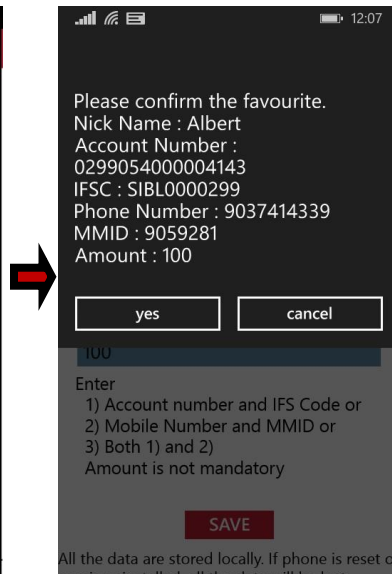 12:07
Please confirm the favourite.
Nick Name : Albert
Account Number :
0299054000004143
IFSC : SIBL0000299
Phone Number : 9037414339
MMID : 9059281
Amount : 100
yes cancel
100
Enter
1) Account number and IFS Code or
2) Mobile Number and MMID or
3) Both 1) and 2)
Amount is not mandatory
SAVE
All the data are stored locally. If phone is reset